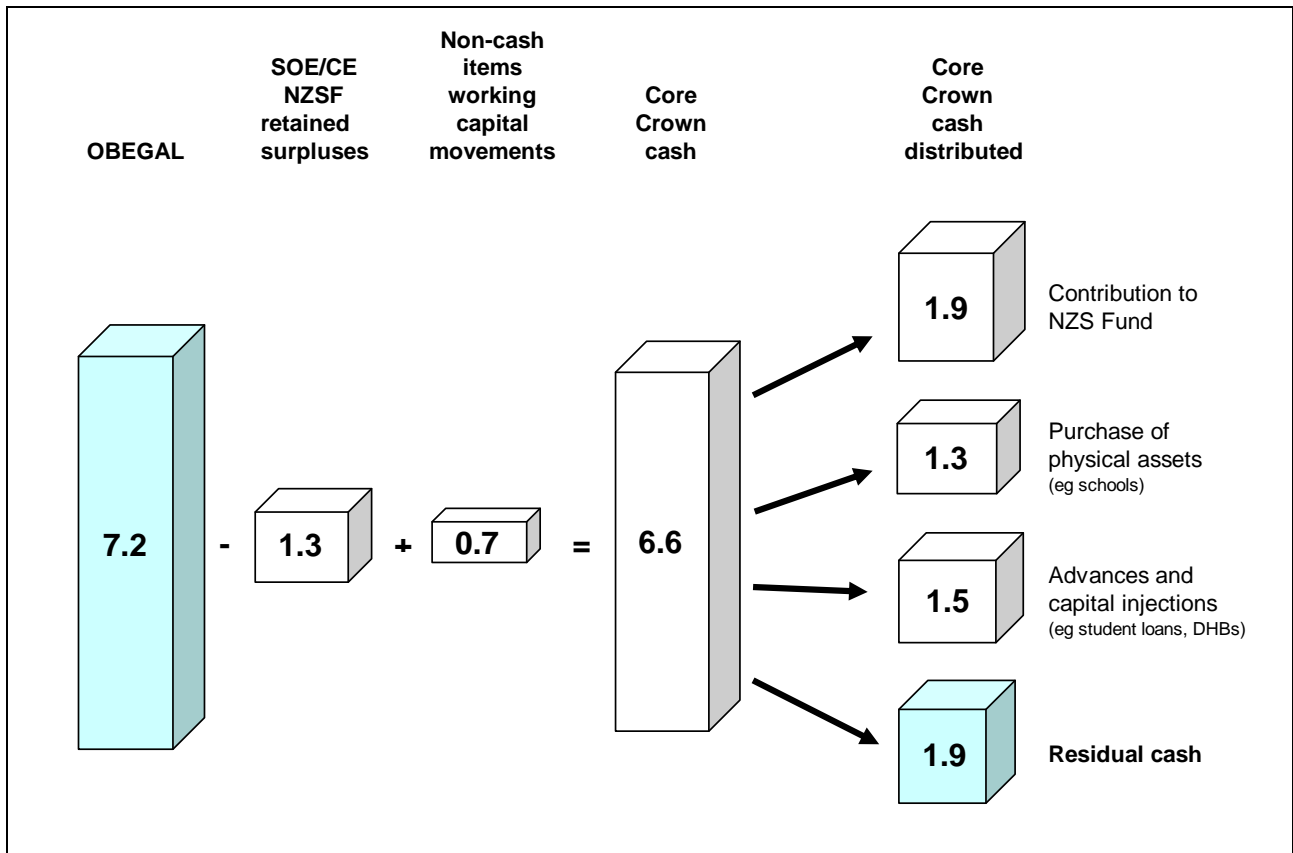 OBEGAL
SOE/CE
NZSF
retained
surpluses
Non-cash
items
working
capital
movements
Core
Crown
cash
Core
Crown
cash
distributed
7.2
-
1.3
+
0.7
=
6.6
1.9
Contribution to
NZS Fund
1.3
Purchase of
physical assets
(eg schools)
1.5
Advances and
capital injections
(eg student loans, DHBs)
1.9
Residual cash